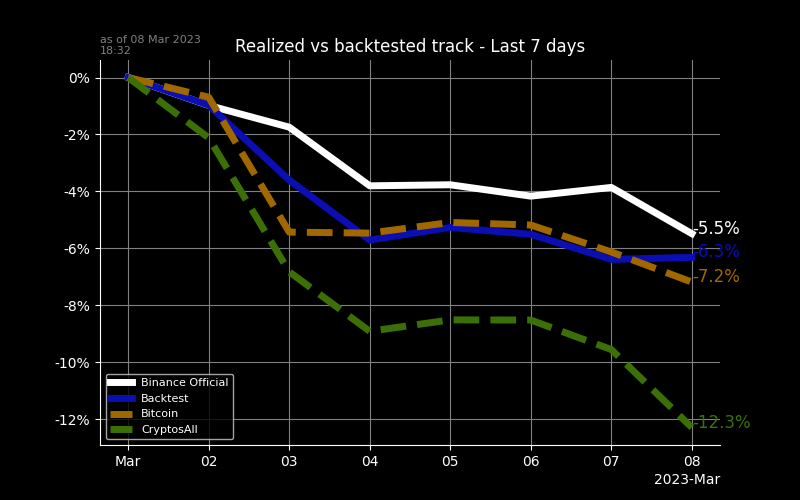 as of 08 Mar 2023
18:32
Realized vs backtested track - Last 7 days
0%
-2%
-4%
-6%
-8%
-10%
-12%
-5.5%
-6.3%
-7.2%
-12.3%
Binance Official
Backtest
Bitcoin
CryptosAll
Mar 02 03 04 05 06 07 08
2023-Mar